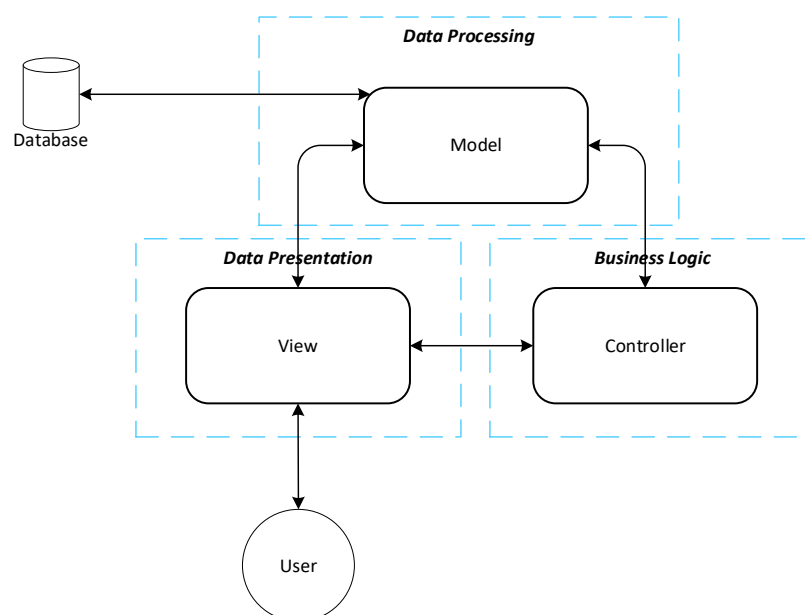 Data Processing
Database
Model
Data Presentation
Business Logic
View
Controller
User